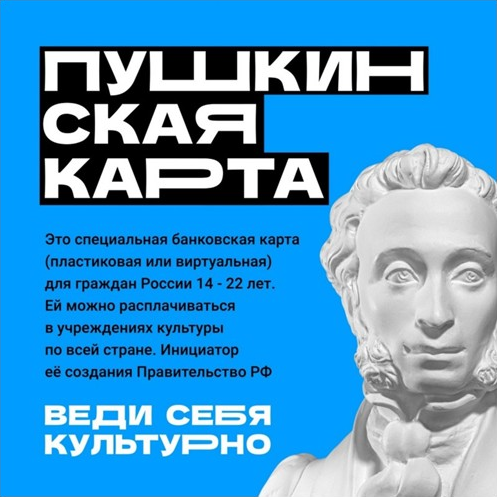 ПУШКИН
СКАЯ
КАРТА
Это специальная банковская карта
(пластиковая или виртуальная)
для граждан России 14 - 22 лет.
Ей можно расплачиваться
в учреждениях культуры
по всей стране. Инициатор
её создания Правительство РФ
ВЕДИ СЕБЯ
КУЛЬТУРНО